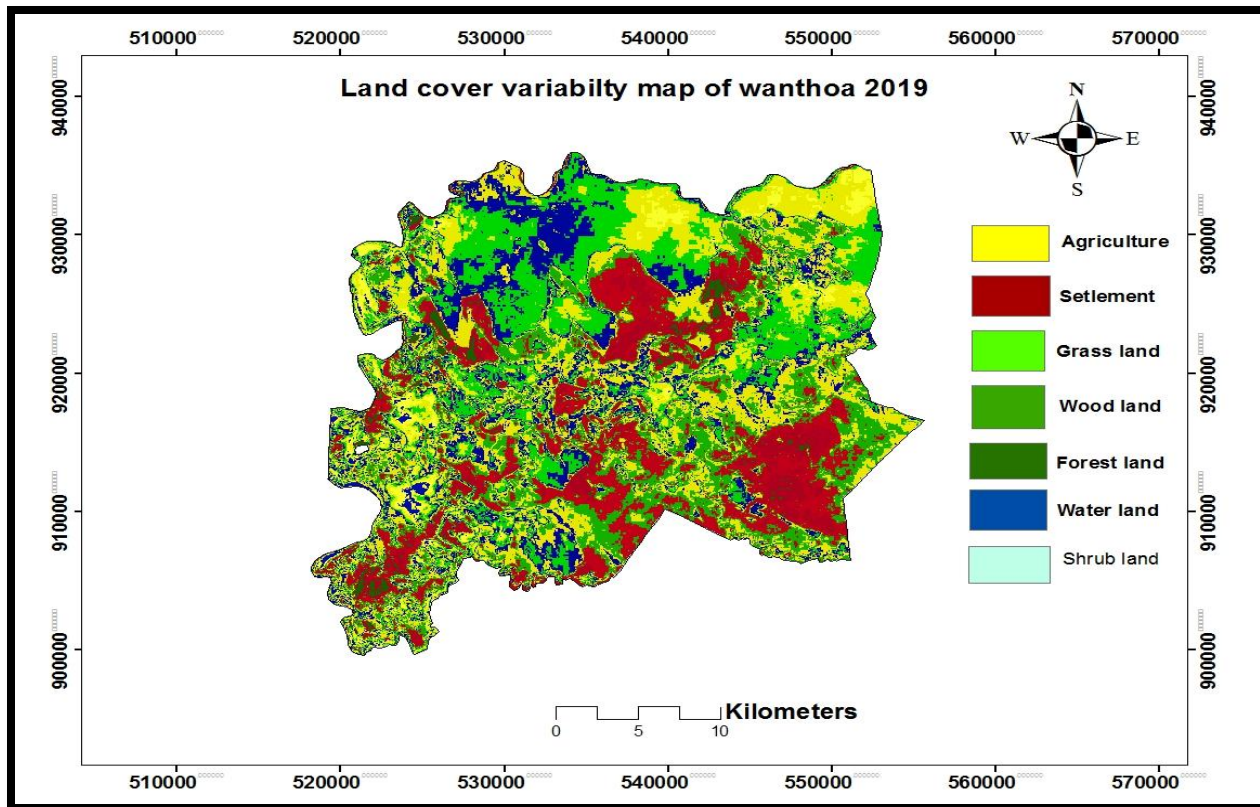 510000 520000 530000 540000 550000 560000 570000
Land cover variabilty map of wanthoa 2019
N
W E
S
940000 930000 920000 910000 900000
940000 930000 920000 910000 900000
Agriculture
Setlement
Grass land
Wood land
Forest land
Water land
Shrub land
Kilometers
0 5 10
510000 520000 530000 540000 550000 560000 570000